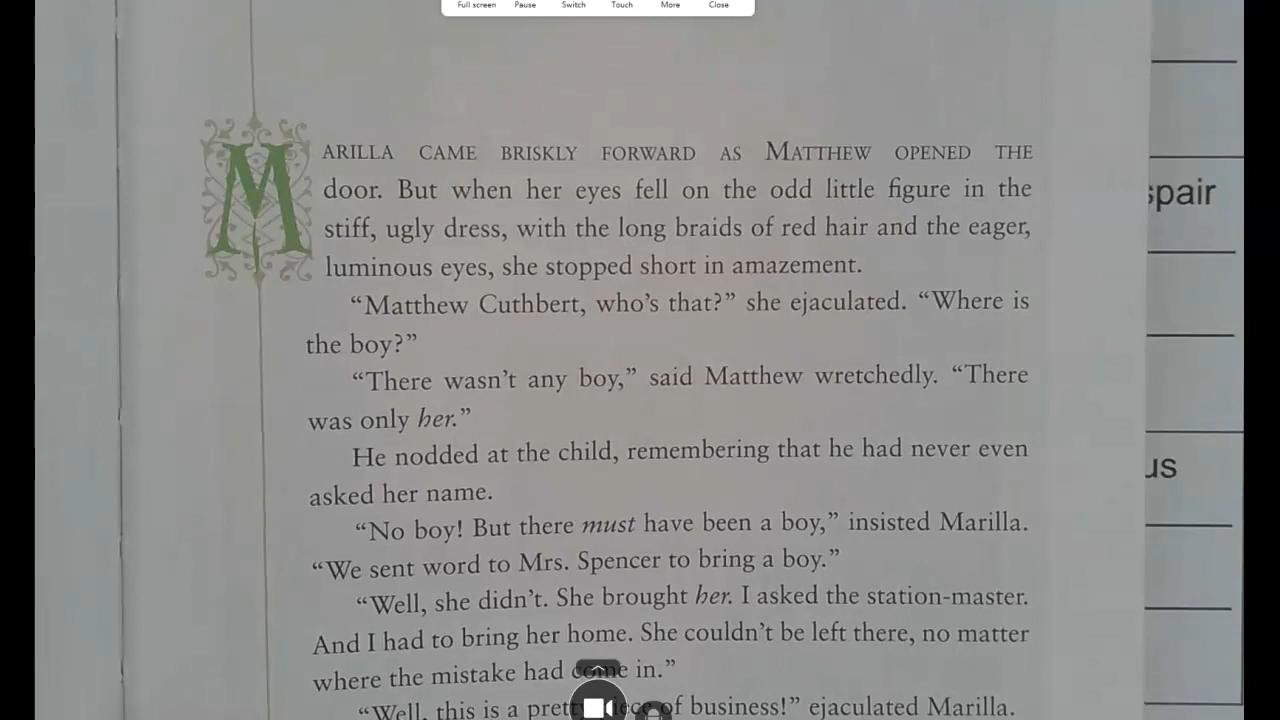 Full screen Pause Switch Touch More Close
MARILLA CAME BRISKLY FORWARD AS MATTHEW OPENED THE
door. But when her eyes fell on the odd little figure in the
stiff, ugly dress, with the long braids of red hair and the eager,
luminous eyes, she stopped short in amazement.
“Matthew Cuthbert, who’s that?” she ejaculated. “Where is
the boy?”
“There wasn’t any boy,” said Matthew wretchedly. “There
was only her.”
He nodded at the child, remembering that he had never even
asked her name.
“No boy! But there must have been a boy,” insisted Marilla.
“We sent word to Mrs. Spencer to bring a boy.”
“Well, she didn’t. She brought her. I asked the station-master.
And I had to bring her home. She couldn’t be left there, no matter
where the mistake had come in.”
“Well, this is a pretty piece of business!” ejaculated Marilla.
spair
us